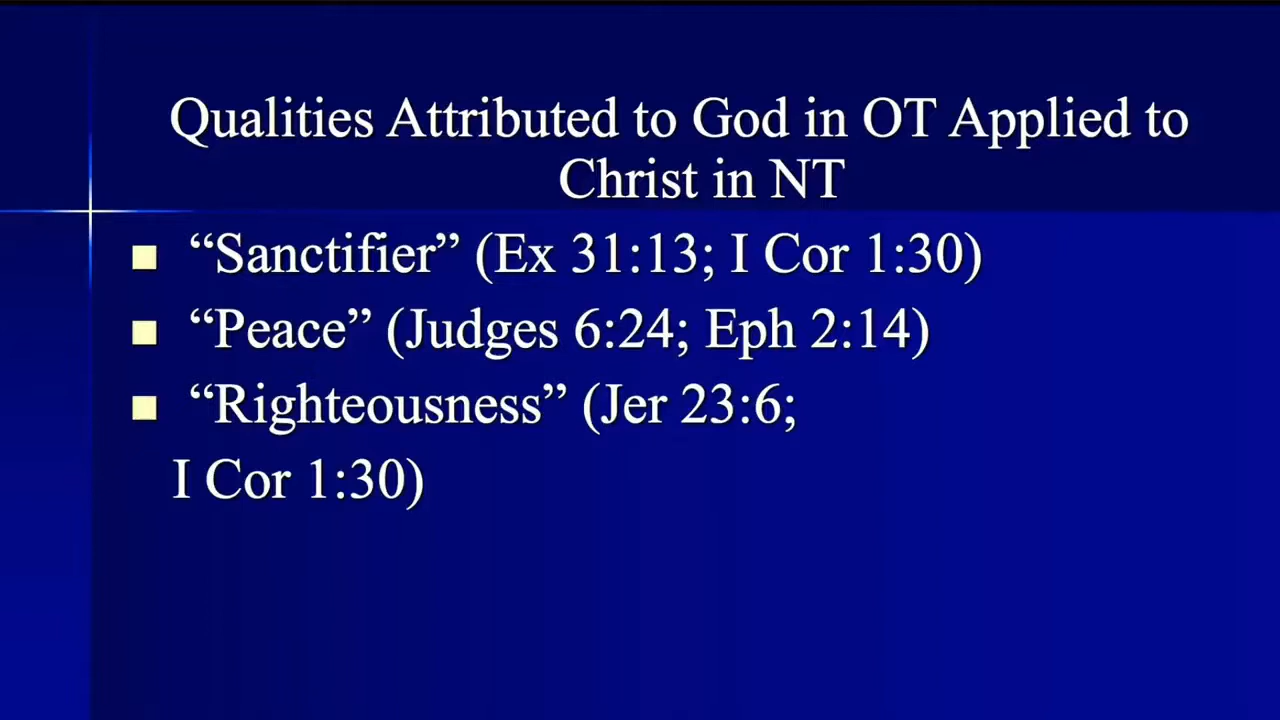 Qualities Attributed to God in OT Applied to
Christ in NT
“Sanctifier” (Ex 31:13; I Cor 1:30)
“Peace” (Judges 6:24; Eph 2:14)
“Righteousness” (Jer 23:6;
I Cor 1:30)